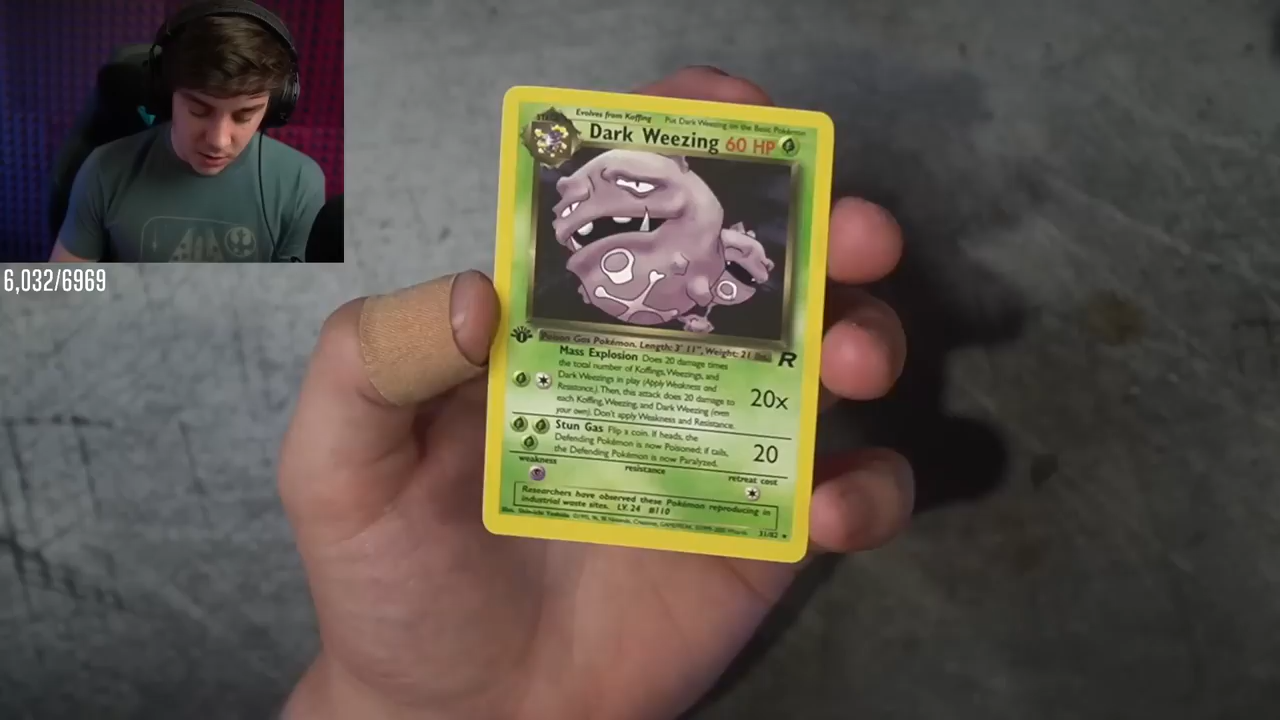 6,032/6969
Evolves from Koffing Put Dark Weezing on the Basic Pokémon
Dark Weezing 60 HP
Poison Gas Pokémon. Length: 3' 11", Weight: 21 lbs.
R
Mass Explosion Does 20 damage times
the total number of Koffings, Weezings, and
Dark Weezings in play (Apply Weakness and
Resistance.) Then, this attack does 20 damage to
each Koffing, Weezing, and Dark Weezing (even
your own). Don't apply Weakness and Resistance.
20x
Stun Gas Flip a coin. If heads, the
Defending Pokémon is now Poisoned; if tails,
the Defending Pokémon is now Paralyzed.
20
weakness resistance retreat cost
Researchers have observed these Pokémon reproducing in
industrial waste sites. LV. 24 #110
31/82